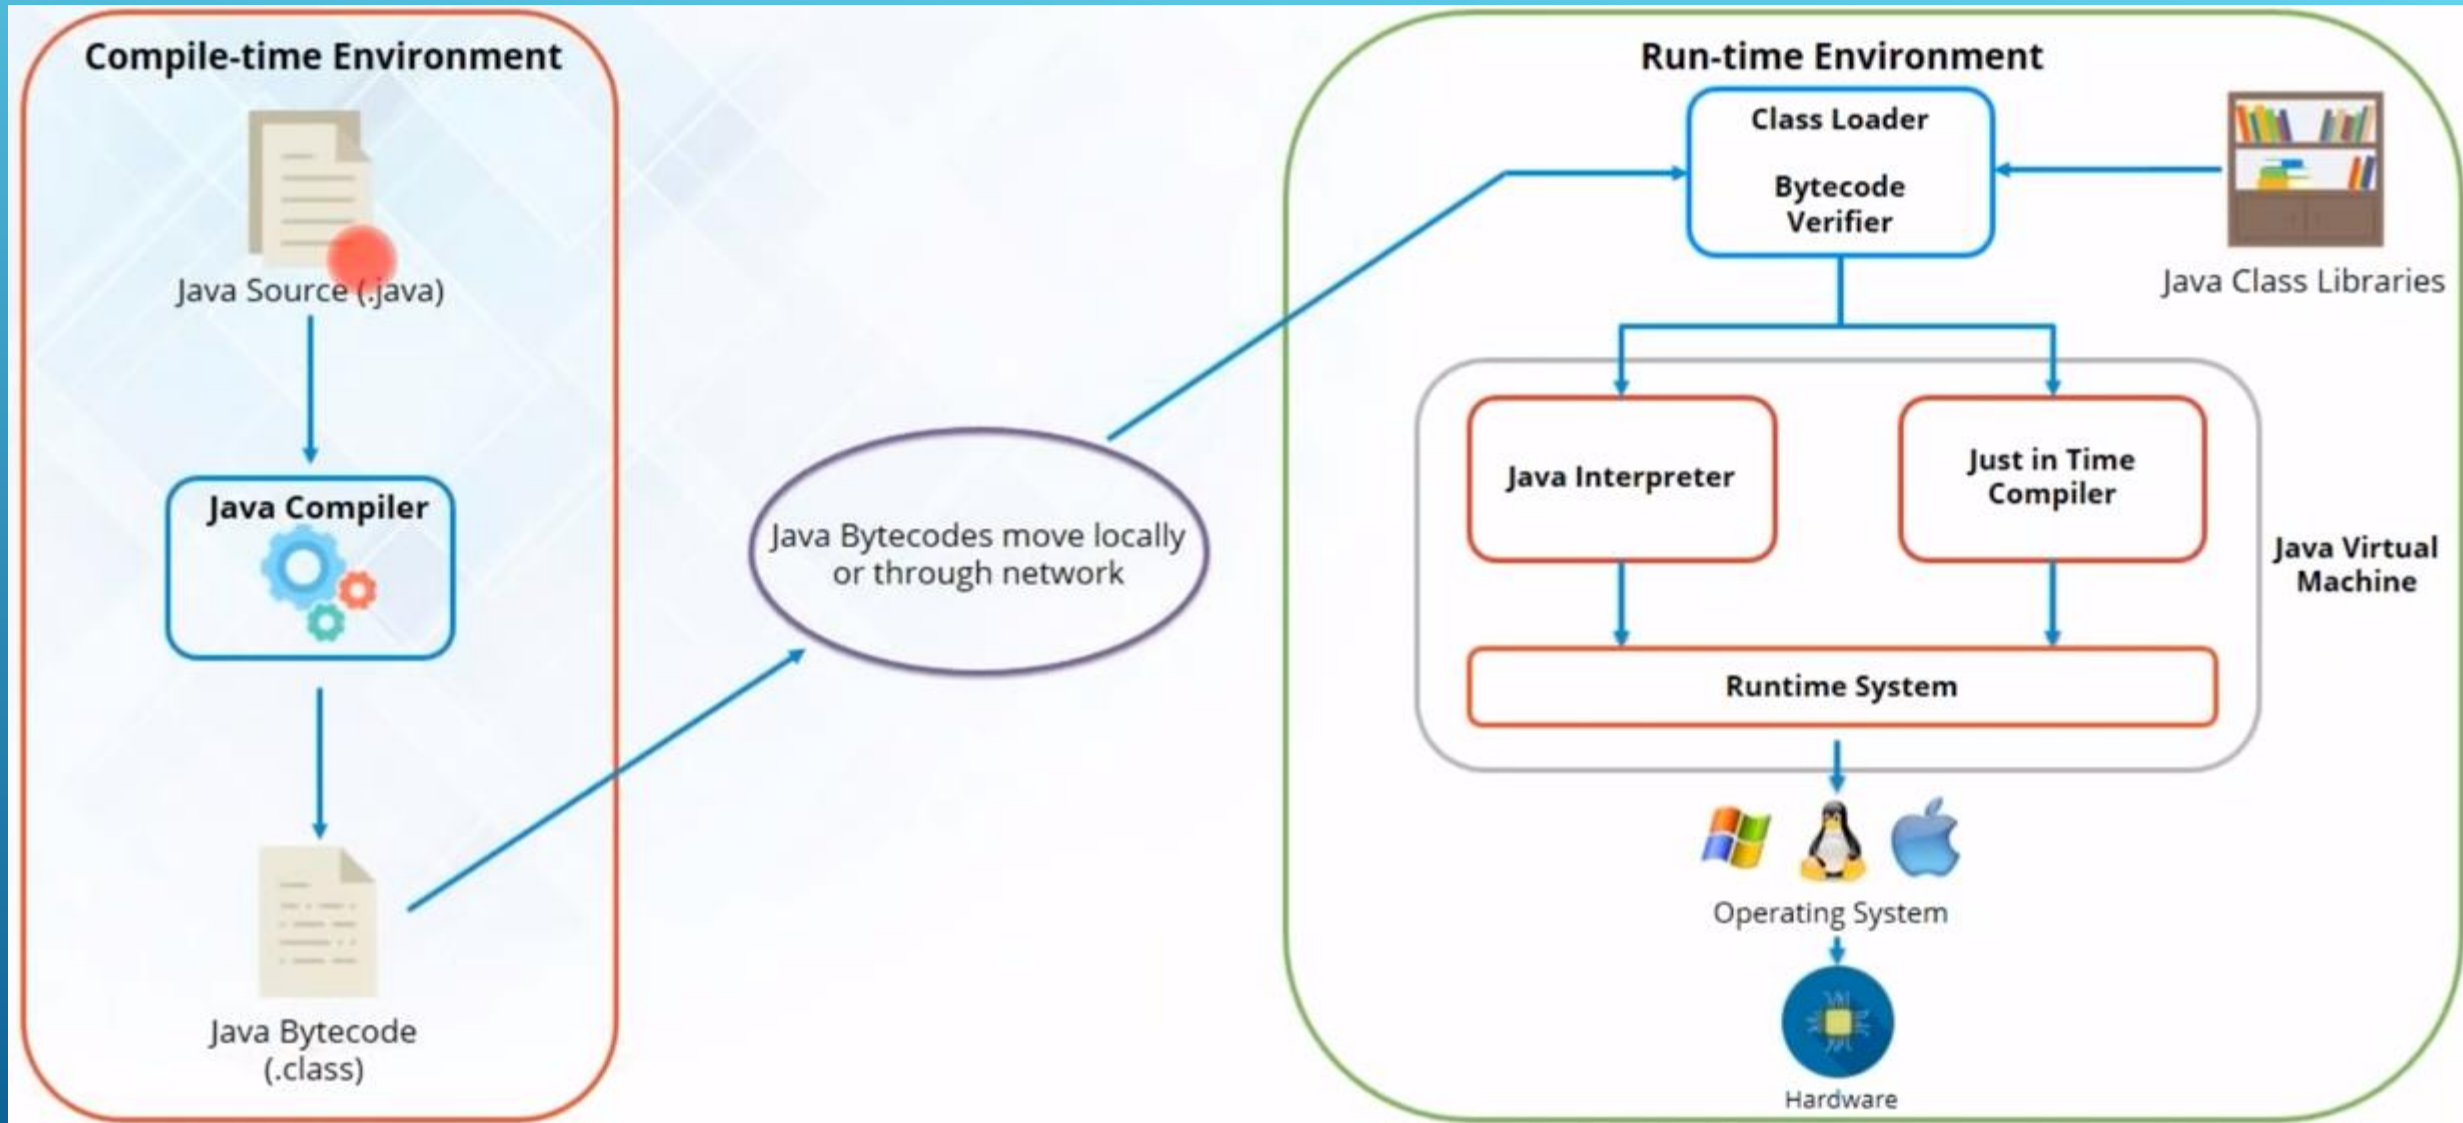 Compile-time Environment
Java Source (.java)
Java Compiler
Java Bytecode
(.class)
Java Bytecodes move locally
or through network
Run-time Environment
Class Loader
Bytecode
Verifier
Java Class Libraries
Java Interpreter
Just in Time
Compiler
Java Virtual
Machine
Runtime System
Operating System
Hardware